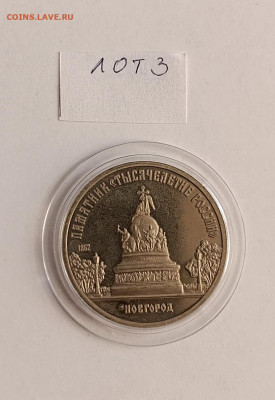 COINS.LAVE.RU
ЛОТ 3
ПАМЯТНИК «ТЫСЯЧЕЛЕТИЕ РОССИИ»
1862
НОВГОРОД